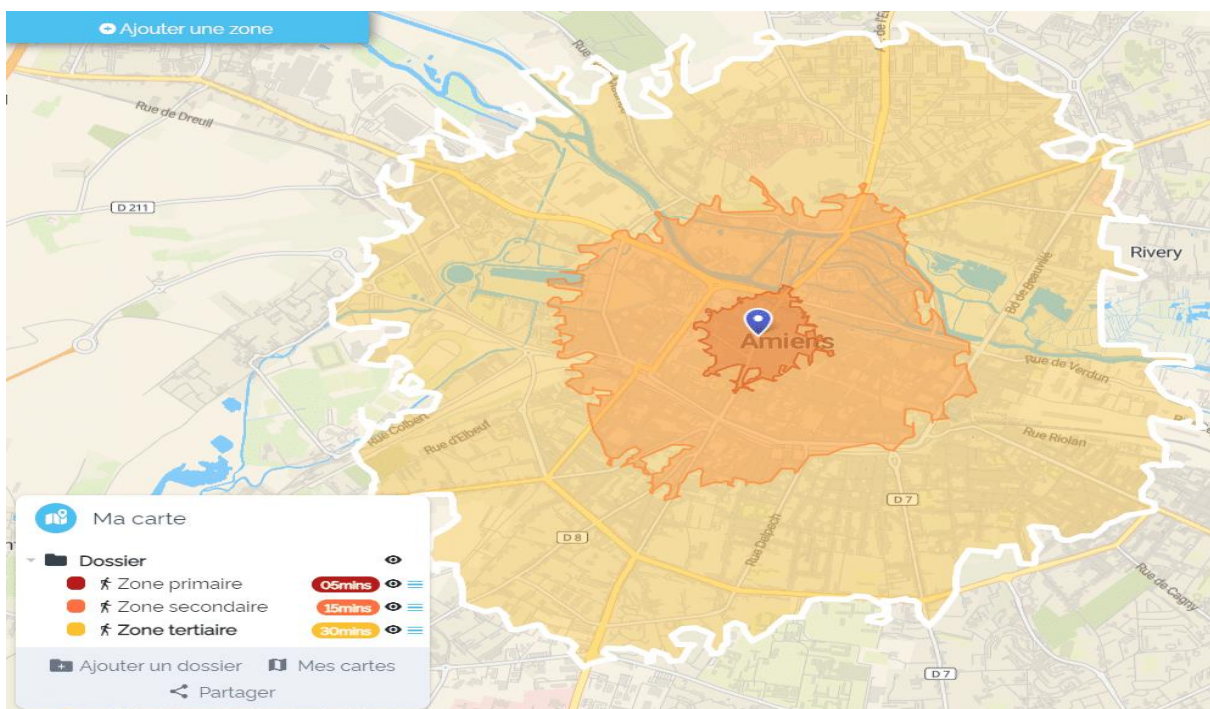 Ajouter une zone
Rue de Dreuil
D 211
Rivery
Bd de Beauvillé
Amiens
Rue de Verdun
Rue Colbert
Rue d'Elbeuf
Rue Riolan
D 7
D 8
Rue Delpech
Rue de Cagny
D 7
Ma carte
Dossier
Zone primaire 05mins
Zone secondaire 15mins
Zone tertiaire 30mins
Ajouter un dossier Mes cartes
Partager